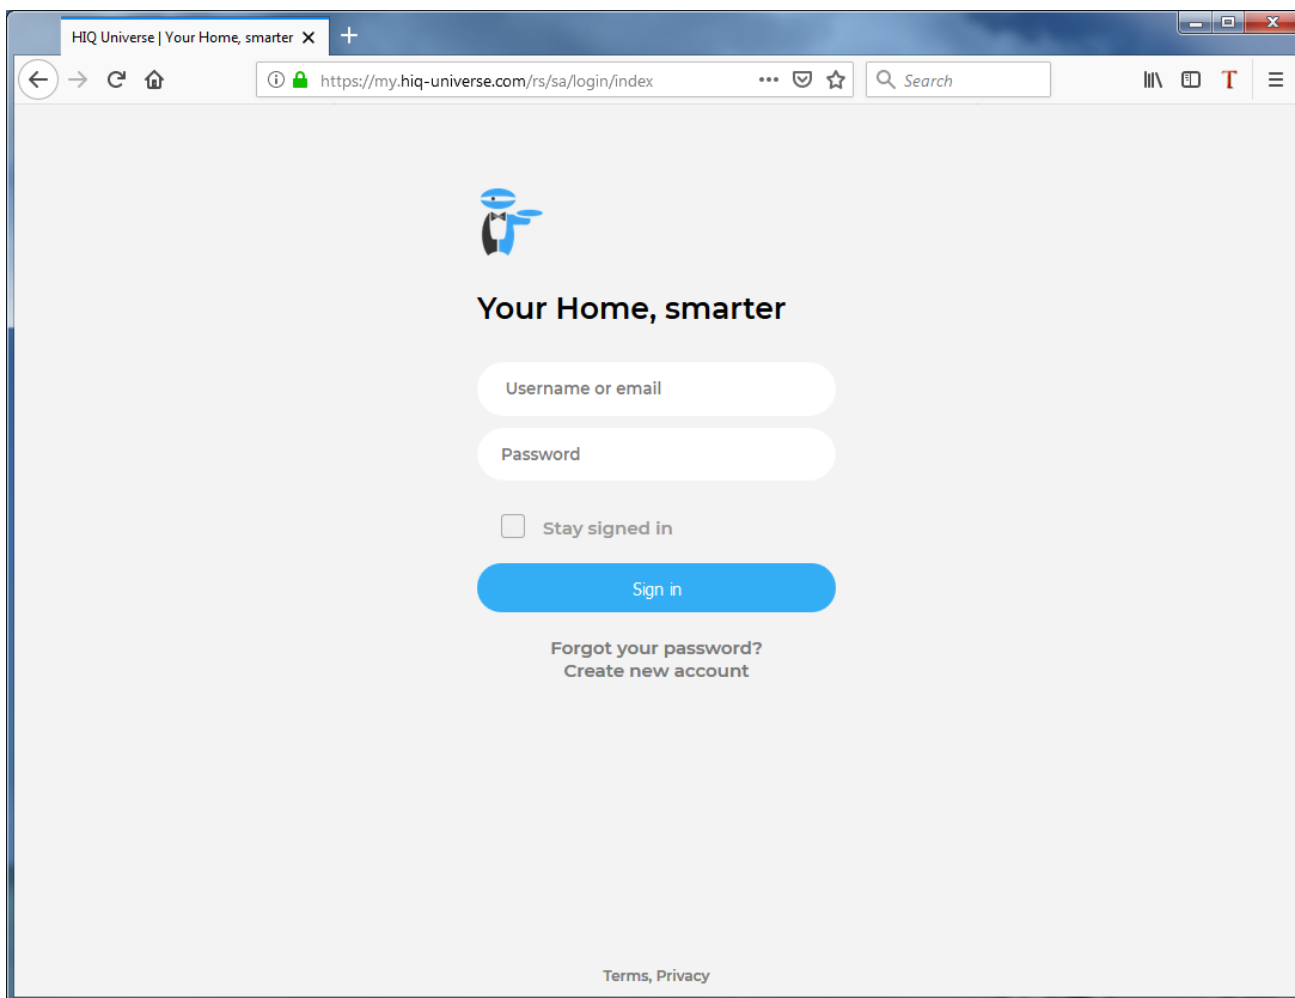 HIQ Universe | Your Home, smarter
https://my.hiq-universe.com/rs/sa/login/index
Search
Your Home, smarter
Username or email
Password
Stay signed in
Sign in
Forgot your password?
Create new account
Terms, Privacy